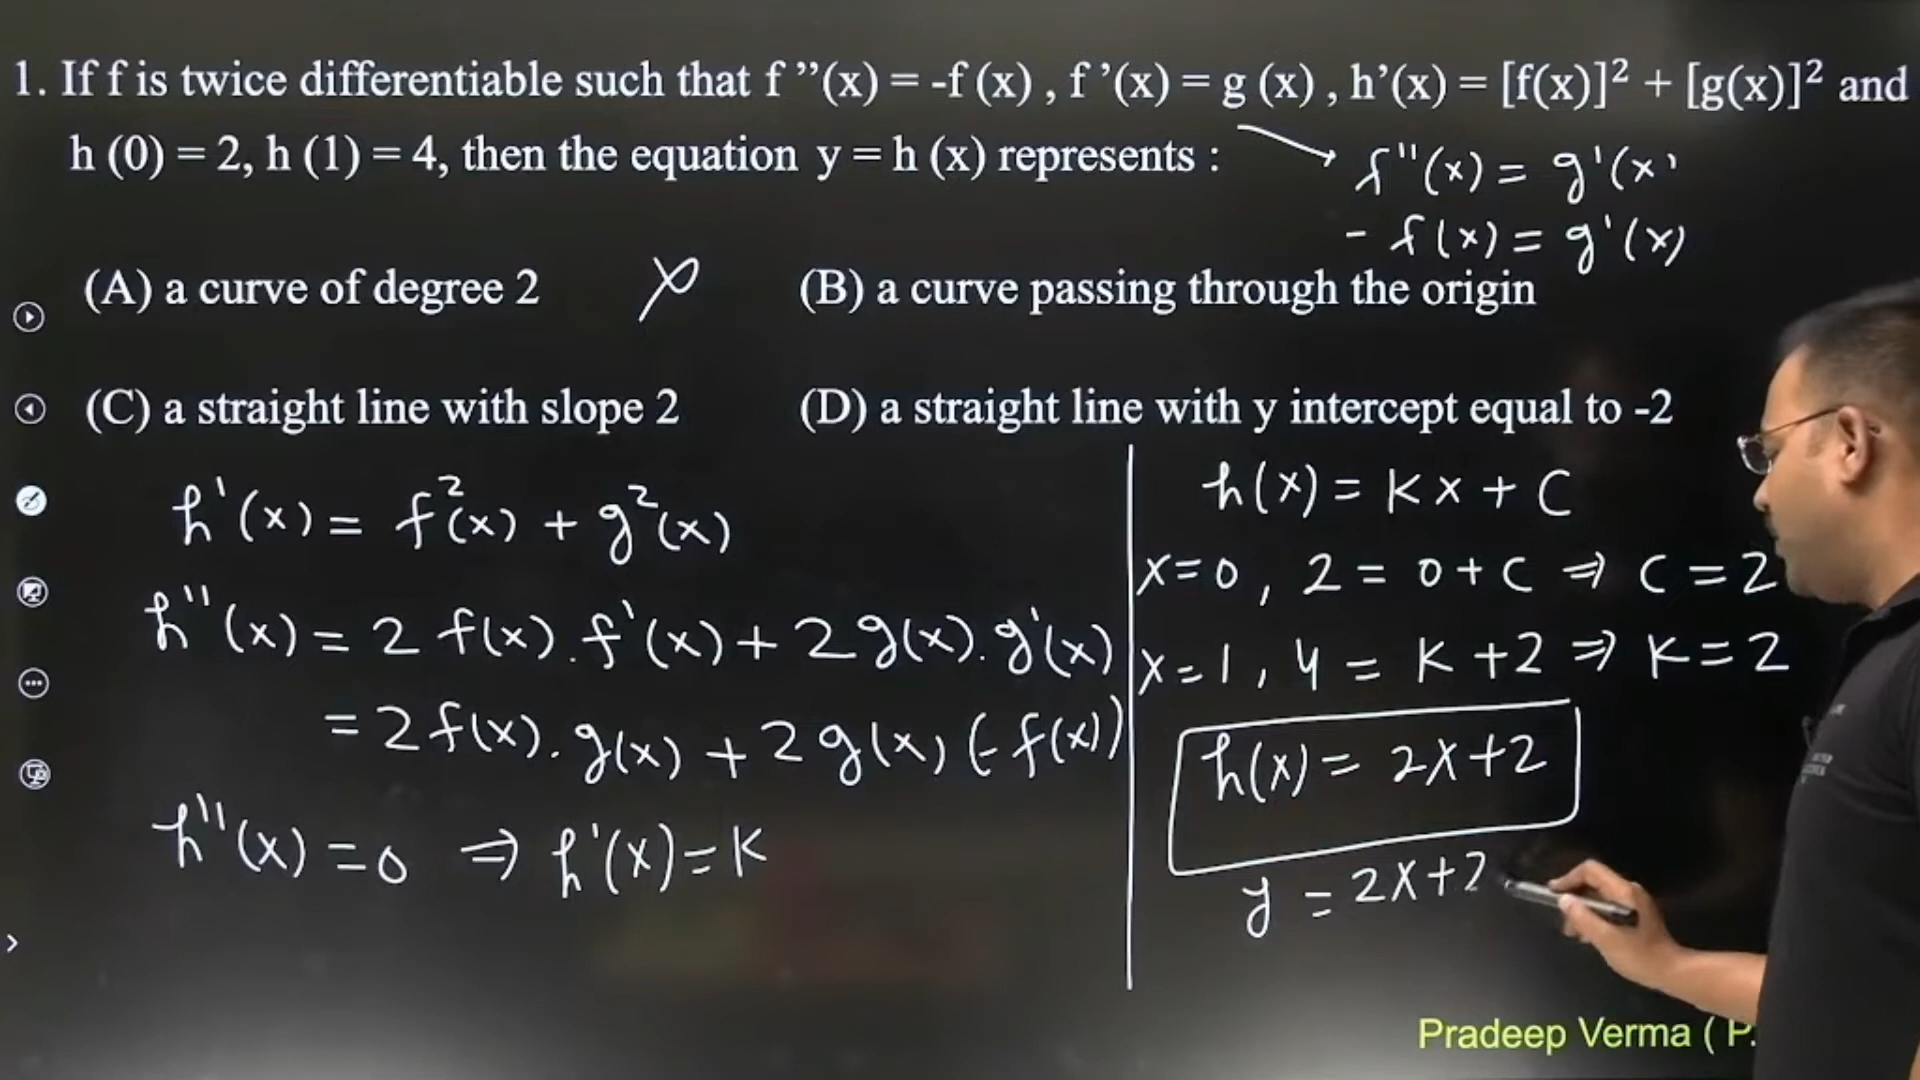 1. If f is twice differentiable such that f ”(x) = -f (x) , f ’(x) = g (x) , h’(x) = [f(x)]² + [g(x)]² and
h (0) = 2, h (1) = 4, then the equation y = h (x) represents :
f''(x) = g'(x)
- f(x) = g'(x)
(A) a curve of degree 2
(B) a curve passing through the origin
(C) a straight line with slope 2
(D) a straight line with y intercept equal to -2
h'(x) = f²(x) + g²(x)
h''(x) = 2 f(x) . f'(x) + 2 g(x) . g'(x)
= 2 f(x) . g(x) + 2 g(x) (-f(x))
h''(x) = 0 ⇒ h'(x) = K
h(x) = Kx + C
x=0 , 2 = 0 + C ⇒ C = 2
x=1 , 4 = K + 2 ⇒ K = 2
h(x) = 2x+2
y = 2x+2
Pradeep Verma ( P.